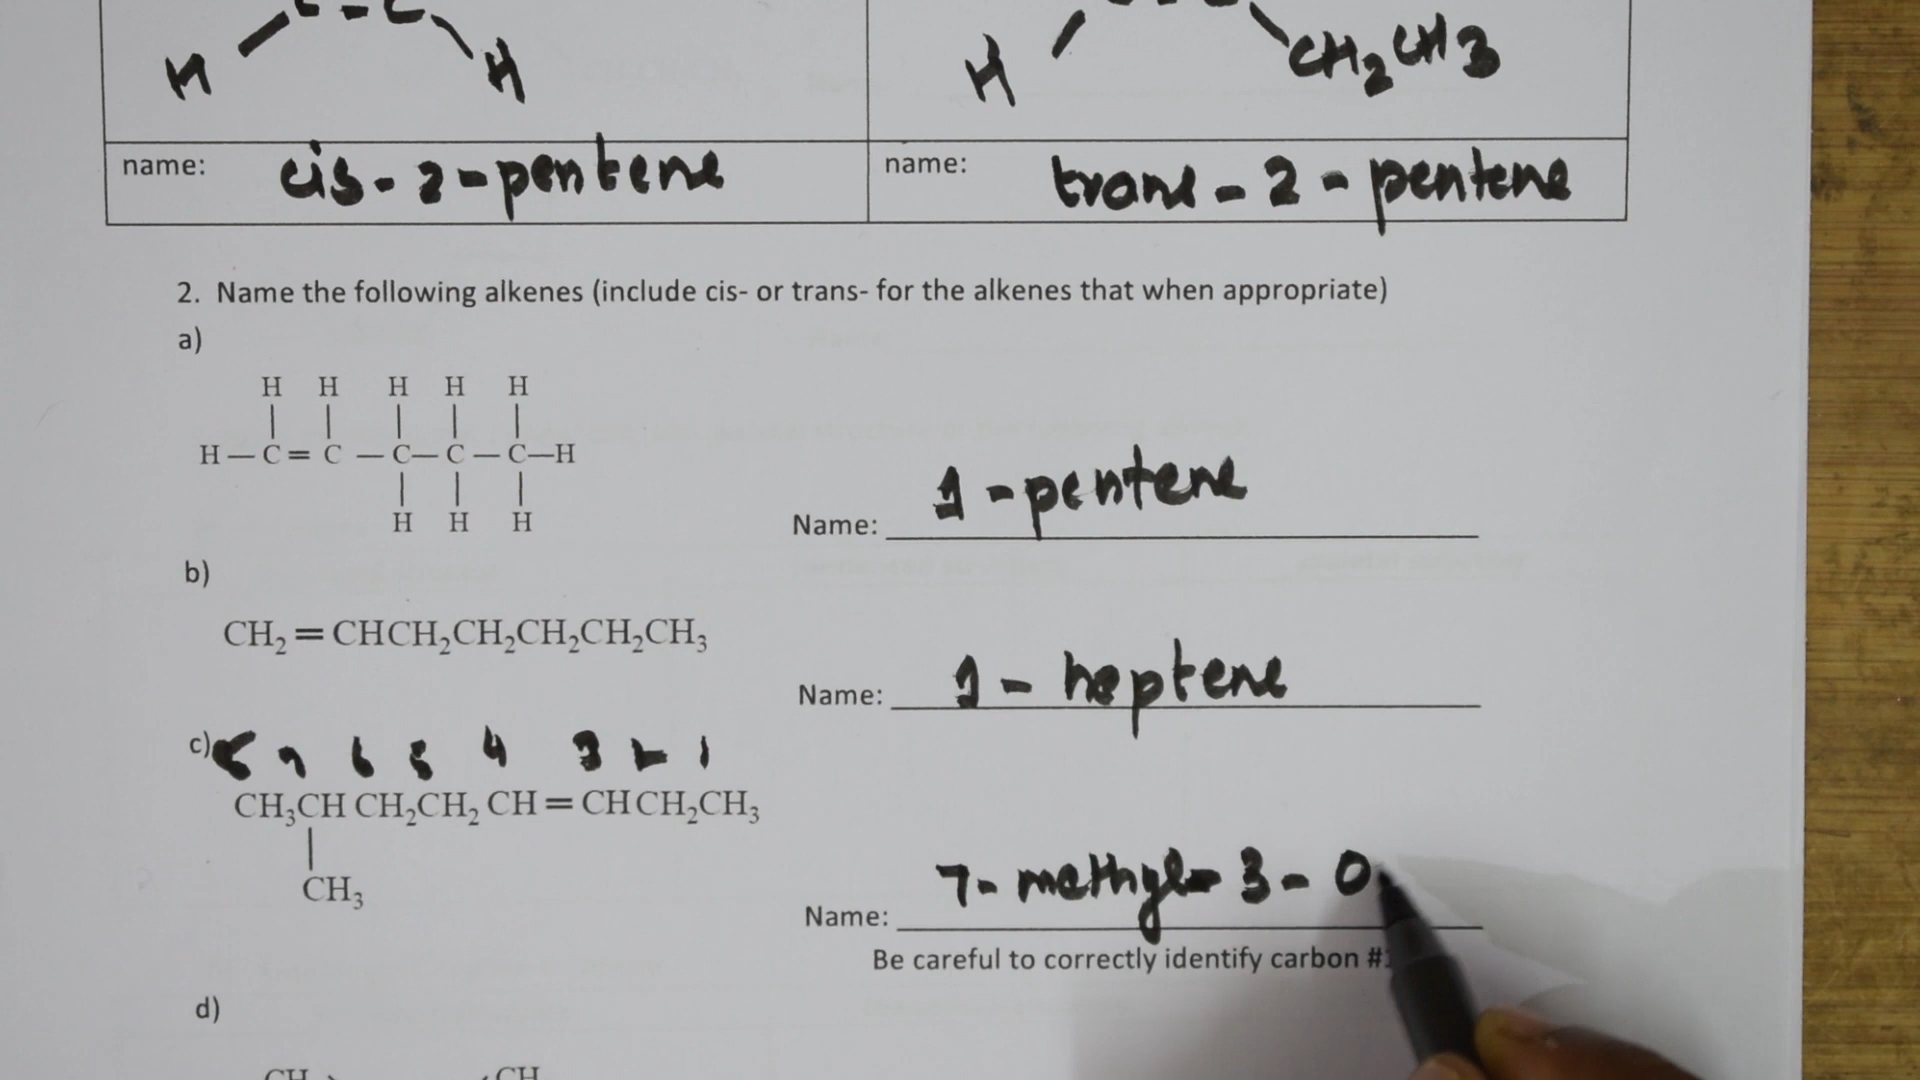 H H H CH₂CH3
name: cis-2-pentene name: trans-2-pentene
2. Name the following alkenes (include cis- or trans- for the alkenes that when appropriate)
a)
H H H H H
H—C=C—C—C—C—H
H H H
Name: 1-pentene
b)
CH₂=CHCH₂CH₂CH₂CH₂CH₃
Name: 1-heptene
c) 8 7 6 5 4 3 2 1
CH₃CH CH₂CH₂ CH=CHCH₂CH₃
CH₃
Name: 7-methyl-3-O
Be careful to correctly identify carbon #
d)
CH CH